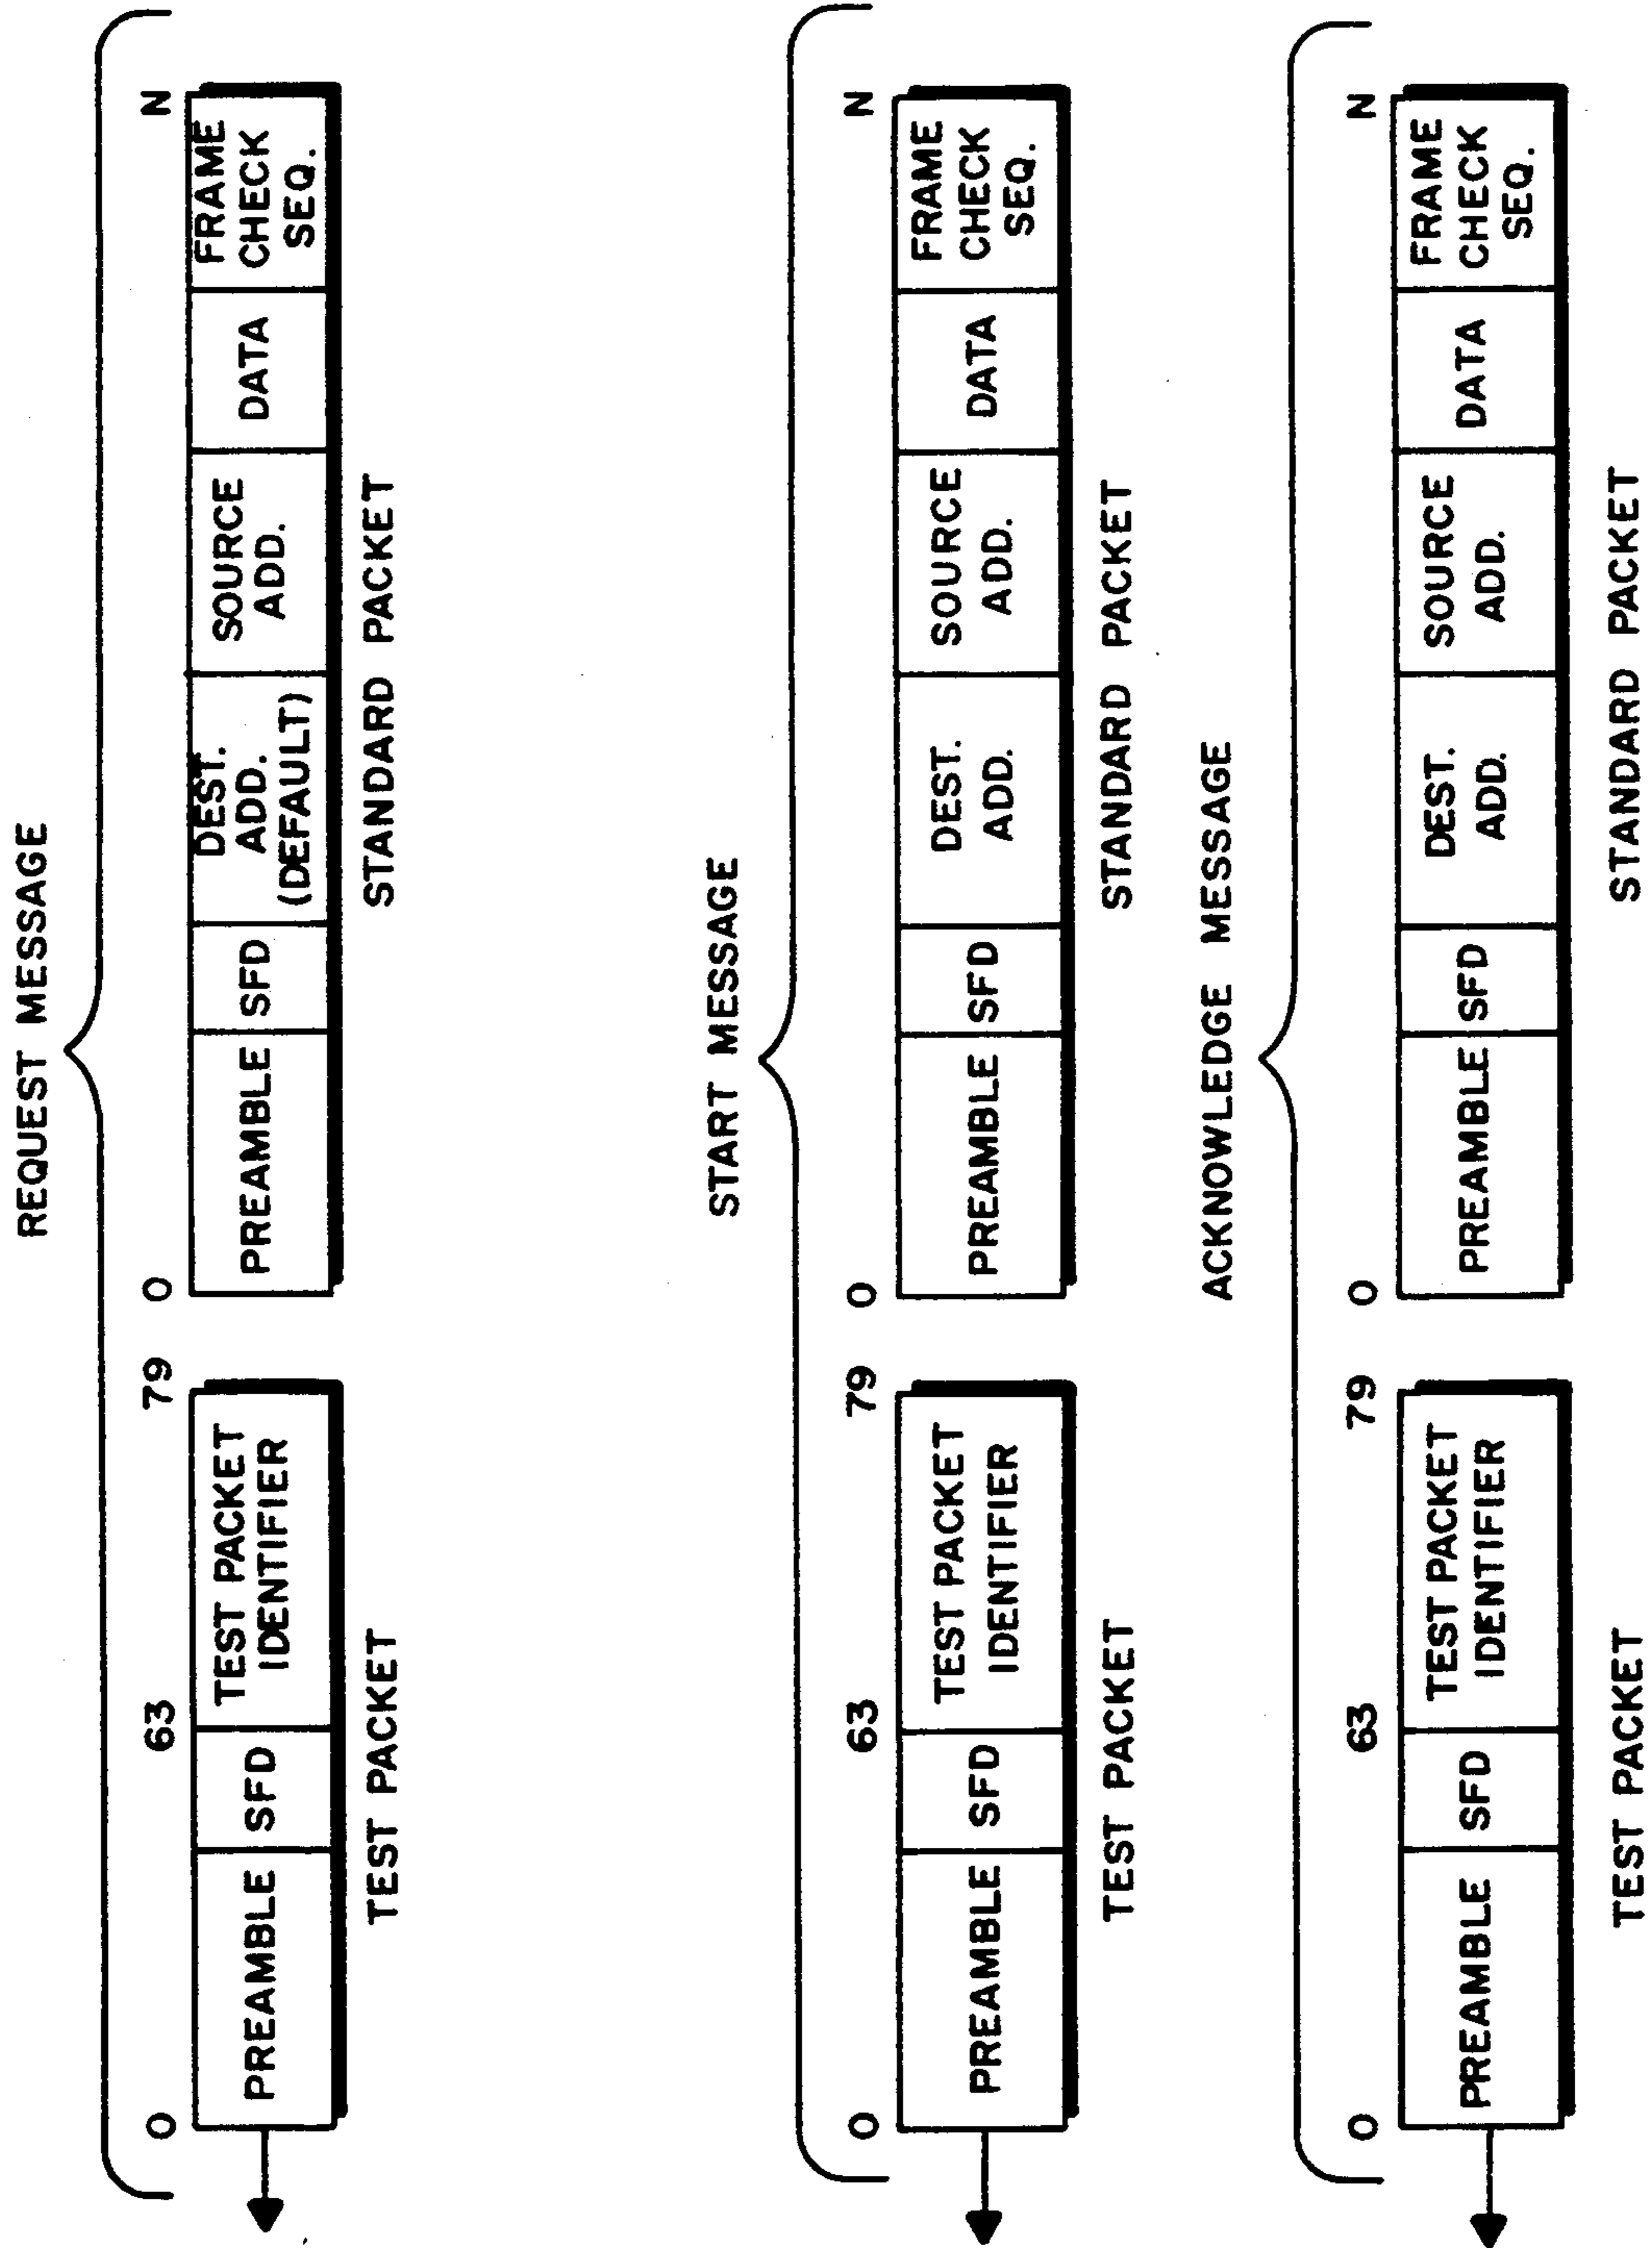 REQUEST MESSAGE
0
63
79
0
N
PREAMBLE
SFD
TEST PACKET
IDENTIFIER
PREAMBLE
SFD
DEST.
ADD.
(DEFAULT)
SOURCE
ADD.
DATA
FRAME
CHECK
SEQ.
TEST PACKET
STANDARD PACKET
START MESSAGE
0
63
79
0
N
PREAMBLE
SFD
TEST PACKET
IDENTIFIER
PREAMBLE
SFD
DEST.
ADD.
SOURCE
ADD.
DATA
FRAME
CHECK
SEQ.
TEST PACKET
STANDARD PACKET
ACKNOWLEDGE MESSAGE
0
63
79
0
N
PREAMBLE
SFD
TEST PACKET
IDENTIFIER
PREAMBLE
SFD
DEST.
ADD.
SOURCE
ADD.
DATA
FRAME
CHECK
SEQ.
TEST PACKET
STANDARD PACKET